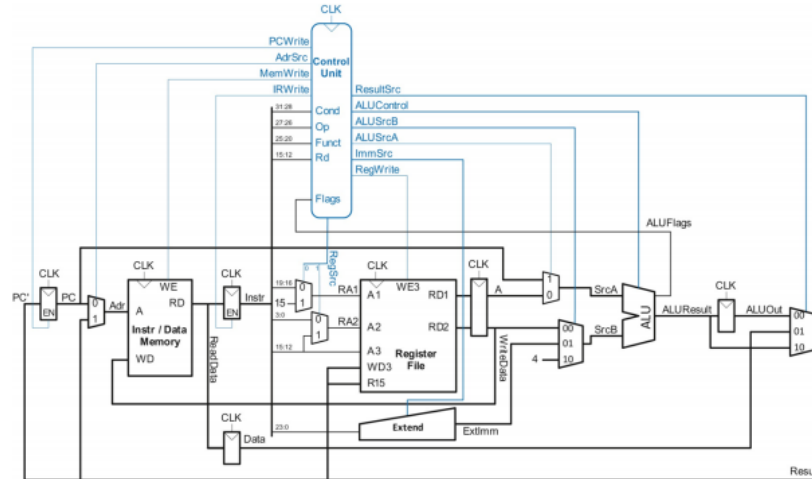 CLK
PCWrite
AdrSrc
MemWrite
IRWrite
Control
Unit
ResultSrc
ALUControl
ALUSrcB
ALUSrcA
ImmSrc
RegWrite
31:28
Cond
27:26
Op
25:20
Funct
15:12
Rd
Flags
ALUFlags
RegSrc
0 1
CLK
PC'
EN
PC
0
1
Adr
CLK
WE
A
RD
Instr / Data
Memory
WD
ReadData
CLK
EN
Instr
19:16
15
0
1
RA1
3:0
0
1
RA2
15:12
CLK
WE3
A1
RD1
A2
RD2
A3
WD3
R15
Register
File
CLK
A
WriteData
1
0
SrcA
00
01
10
4
SrcB
ALU
ALUResult
CLK
ALUOut
00
01
10
23:0
Extend
ExtImm
CLK
Data